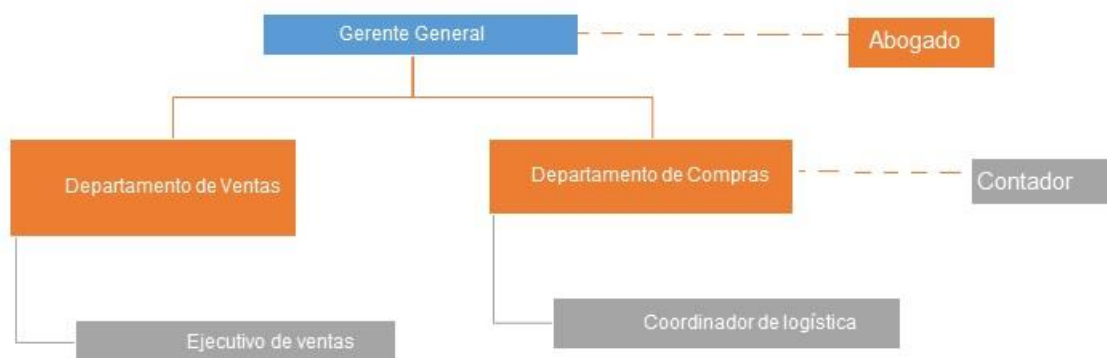 Gerente General
Abogado
Departamento de Ventas
Departamento de Compras
Contador
Ejecutivo de ventas
Coordinador de logística